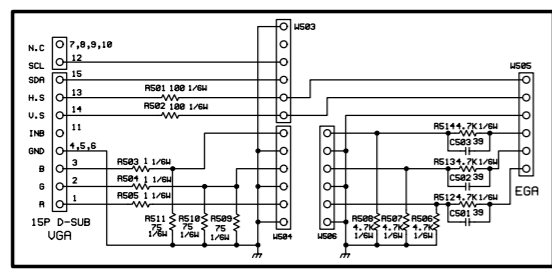 W503
N.C 7,8,9,10
SCL 12
W505
SDA 15
R501 100 1/6W
H.S 13
R502 100 1/6W
V.S 14
INB 11
R514 4.7K 1/6W
C503 39
GND 4,5,6
R503 1 1/6W
B 3
R513 4.7K 1/6W
R504 1 1/6W
C502 39
G 2
EGA
R505 1 1/6W
R512 4.7K 1/6W
A 1
C501 39
15P D-SUB
VGA
R511 75 1/6W
R510 75 1/6W
R509 75 1/6W
W504
W506
R508 4.7K 1/6W
R507 4.7K 1/6W
R506 4.7K 1/6W